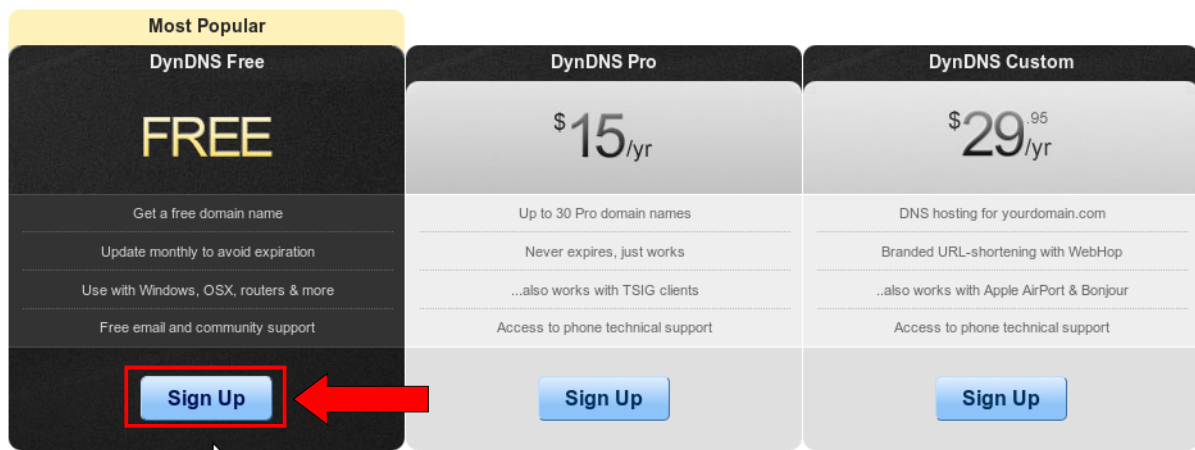 Most Popular
DynDNS Free
FREE
Get a free domain name
Update monthly to avoid expiration
Use with Windows, OSX, routers & more
Free email and community support
Sign Up
DynDNS Pro
$15/yr
Up to 30 Pro domain names
Never expires, just works
...also works with TSIG clients
Access to phone technical support
Sign Up
DynDNS Custom
$29.95/yr
DNS hosting for yourdomain.com
Branded URL-shortening with WebHop
..also works with Apple AirPort & Bonjour
Access to phone technical support
Sign Up